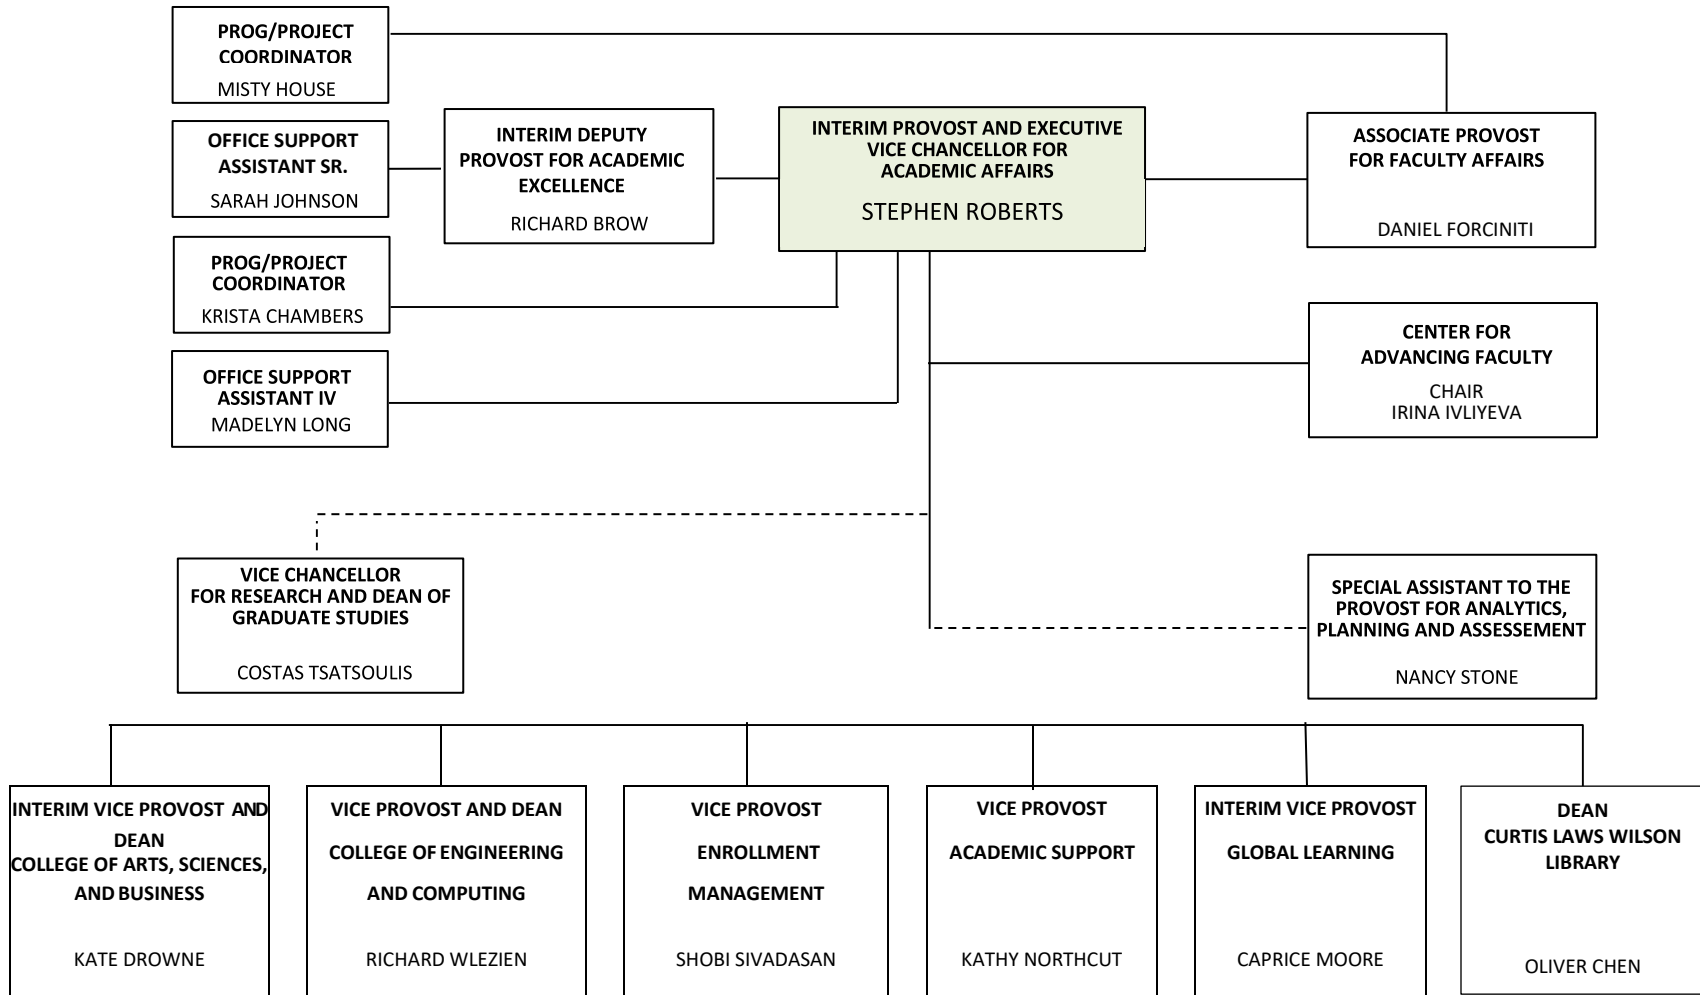 PROG/PROJECT
COORDINATOR
MISTY HOUSE
OFFICE SUPPORT
ASSISTANT SR.
SARAH JOHNSON
INTERIM DEPUTY
PROVOST FOR ACADEMIC
EXCELLENCE
RICHARD BROW
INTERIM PROVOST AND EXECUTIVE
VICE CHANCELLOR FOR
ACADEMIC AFFAIRS
STEPHEN ROBERTS
ASSOCIATE PROVOST
FOR FACULTY AFFAIRS
DANIEL FORCINITI
PROG/PROJECT
COORDINATOR
KRISTA CHAMBERS
OFFICE SUPPORT
ASSISTANT IV
MADELYN LONG
CENTER FOR
ADVANCING FACULTY
CHAIR
IRINA IVLIYEVA
VICE CHANCELLOR
FOR RESEARCH AND DEAN OF
GRADUATE STUDIES
COSTAS TSATSOULIS
SPECIAL ASSISTANT TO THE
PROVOST FOR ANALYTICS,
PLANNING AND ASSESSEMENT
NANCY STONE
INTERIM VICE PROVOST AND
DEAN
COLLEGE OF ARTS, SCIENCES,
AND BUSINESS
KATE DROWNE
VICE PROVOST AND DEAN
COLLEGE OF ENGINEERING
AND COMPUTING
RICHARD WLEZIEN
VICE PROVOST
ENROLLMENT
MANAGEMENT
SHOBI SIVADASAN
VICE PROVOST
ACADEMIC SUPPORT
KATHY NORTHCUT
INTERIM VICE PROVOST
GLOBAL LEARNING
CAPRICE MOORE
DEAN
CURTIS LAWS WILSON
LIBRARY
OLIVER CHEN